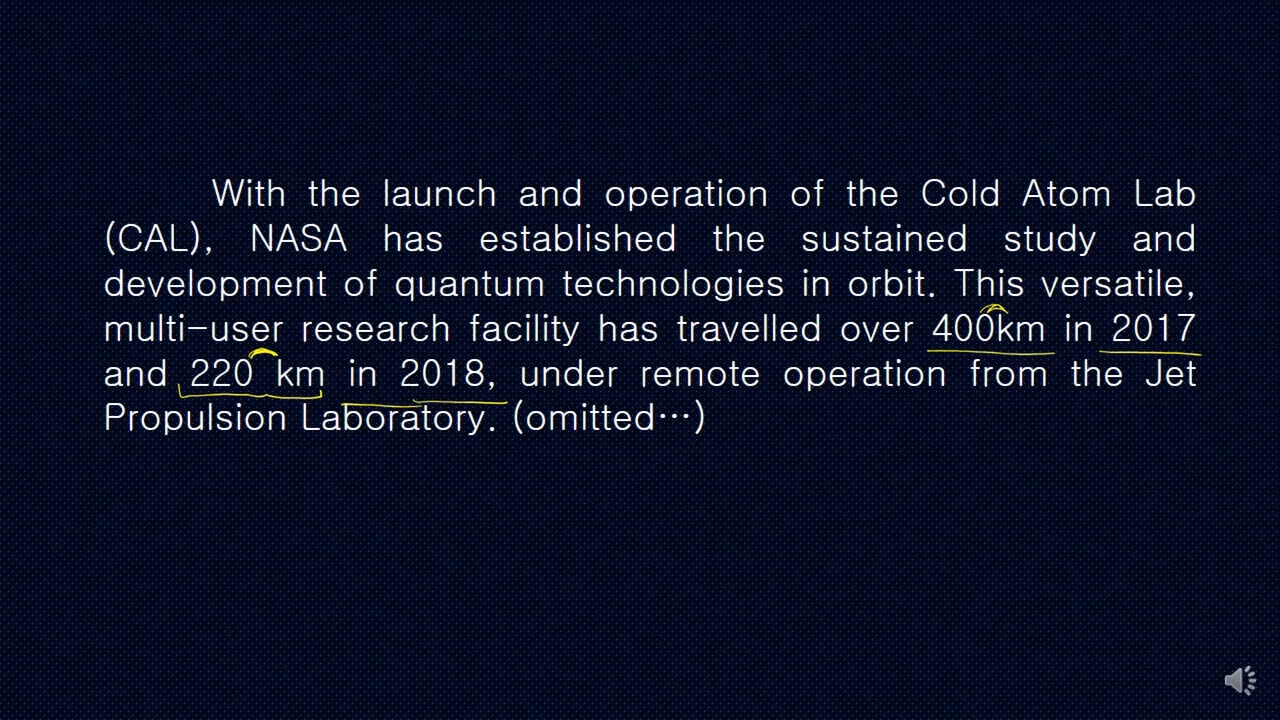 With the launch and operation of the Cold Atom Lab
(CAL), NASA has established the sustained study and
development of quantum technologies in orbit. This versatile,
multi-user research facility has travelled over 400km in 2017
and 220 km in 2018, under remote operation from the Jet
Propulsion Laboratory. (omitted…)